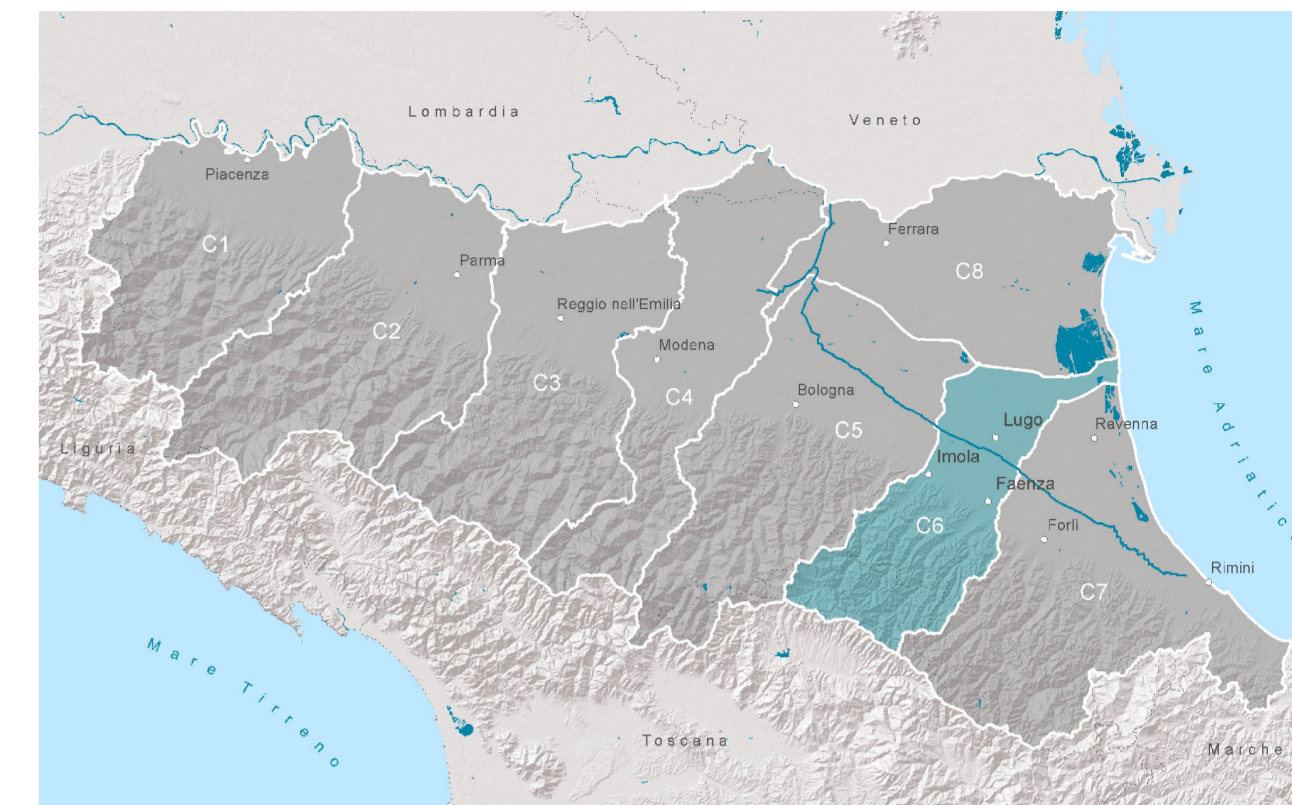 Lombardia
Veneto
Piacenza
Ferrara
C1
Parma
C8
Reggio nell'Emilia
C2
Modena
Mare Adriatico
C3
Bologna
C4
Lugo
Ravenna
C5
Liguria
Imola
Faenza
C6
Forlì
Rimini
C7
Mare Tirreno
Toscana
Marche